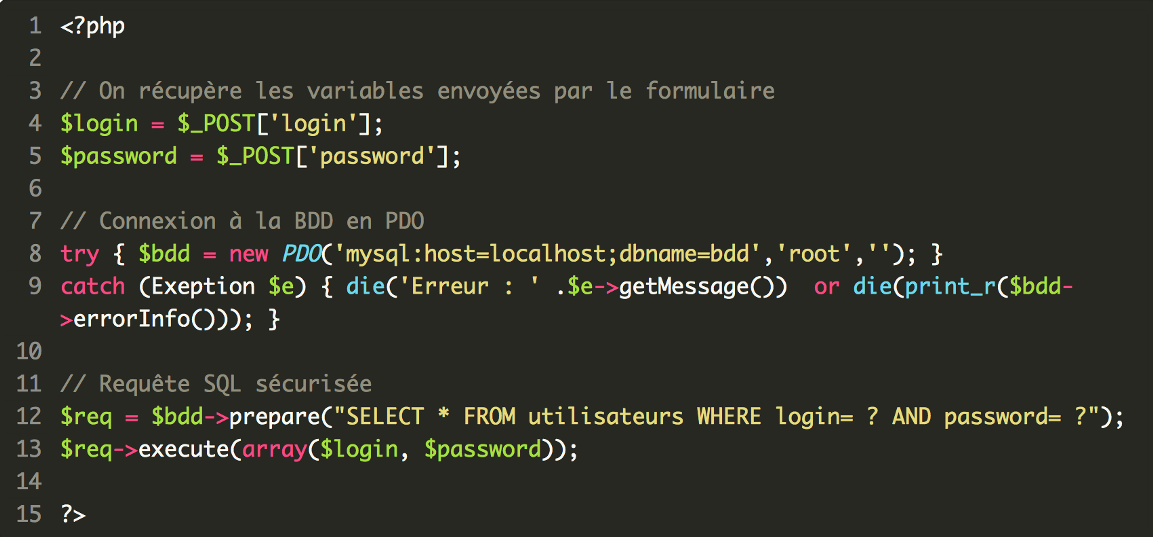 1 <?php
2
3 // On récupère les variables envoyées par le formulaire
4 $login = $_POST['login'];
5 $password = $_POST['password'];
6
7 // Connexion à la BDD en PDO
8 try { $bdd = new PDO('mysql:host=localhost;dbname=bdd','root',''); }
9 catch (Exeption $e) { die('Erreur : ' .$e->getMessage())  or die(print_r($bdd-
>errorInfo())); }
10
11 // Requête SQL sécurisée
12 $req = $bdd->prepare("SELECT * FROM utilisateurs WHERE login= ? AND password= ?");
13 $req->execute(array($login, $password));
14
15 ?>